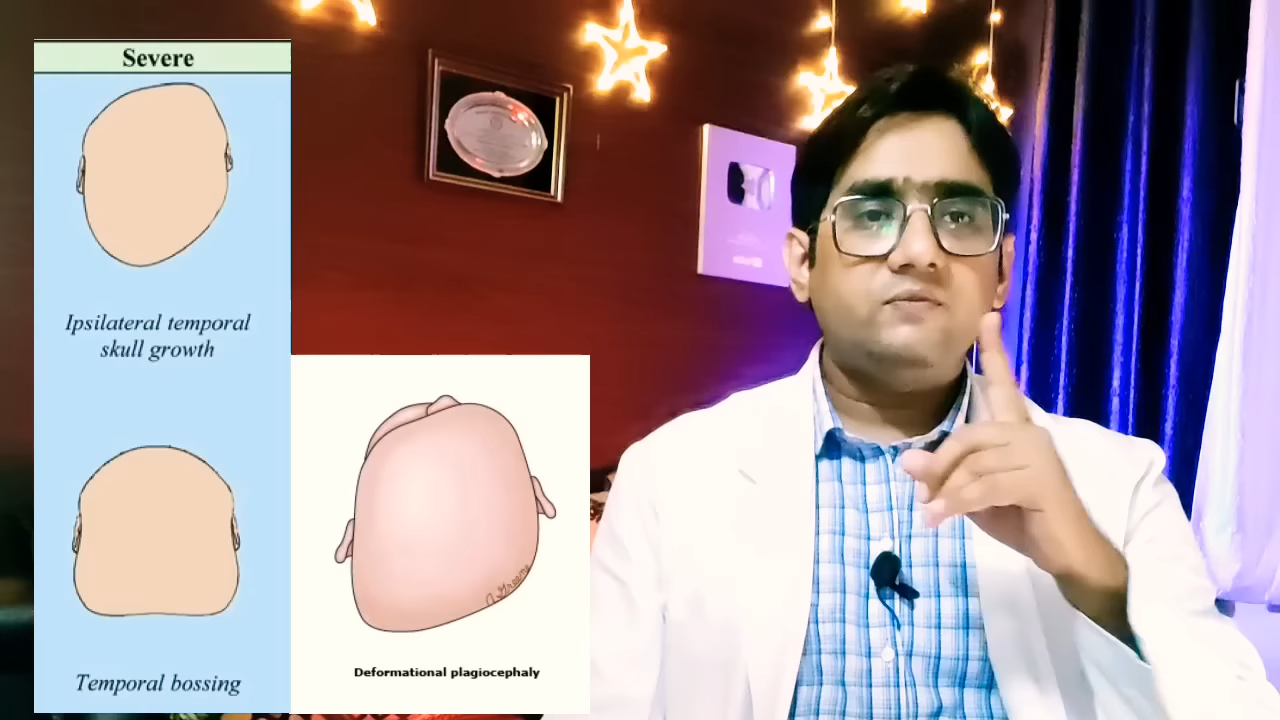 Severe
Ipsilateral temporal
skull growth
Temporal bossing
Deformational plagiocephaly